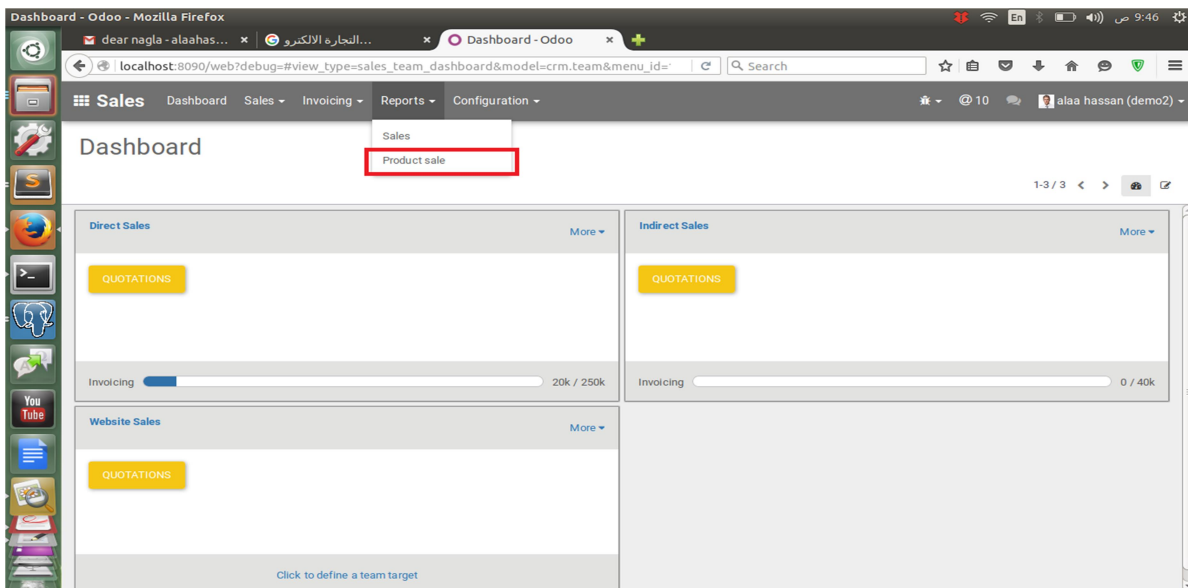 Dashboard - Odoo - Mozilla Firefox
En
9:46 ص
dear nagla - alaahas...
التجارة الالكترو...
Dashboard - Odoo
localhost:8090/web?debug=#view_type=sales_team_dashboard&model=crm.team&menu_id=
Search
Sales Dashboard Sales Invoicing Reports Configuration
@ 10 alaa hassan (demo2)
Sales
Product sale
Dashboard
1-3 / 3
Direct Sales
More
QUOTATIONS
Invoicing 20k / 250k
Indirect Sales
More
QUOTATIONS
Invoicing 0 / 40k
Website Sales
More
QUOTATIONS
Click to define a team target
You
Tube